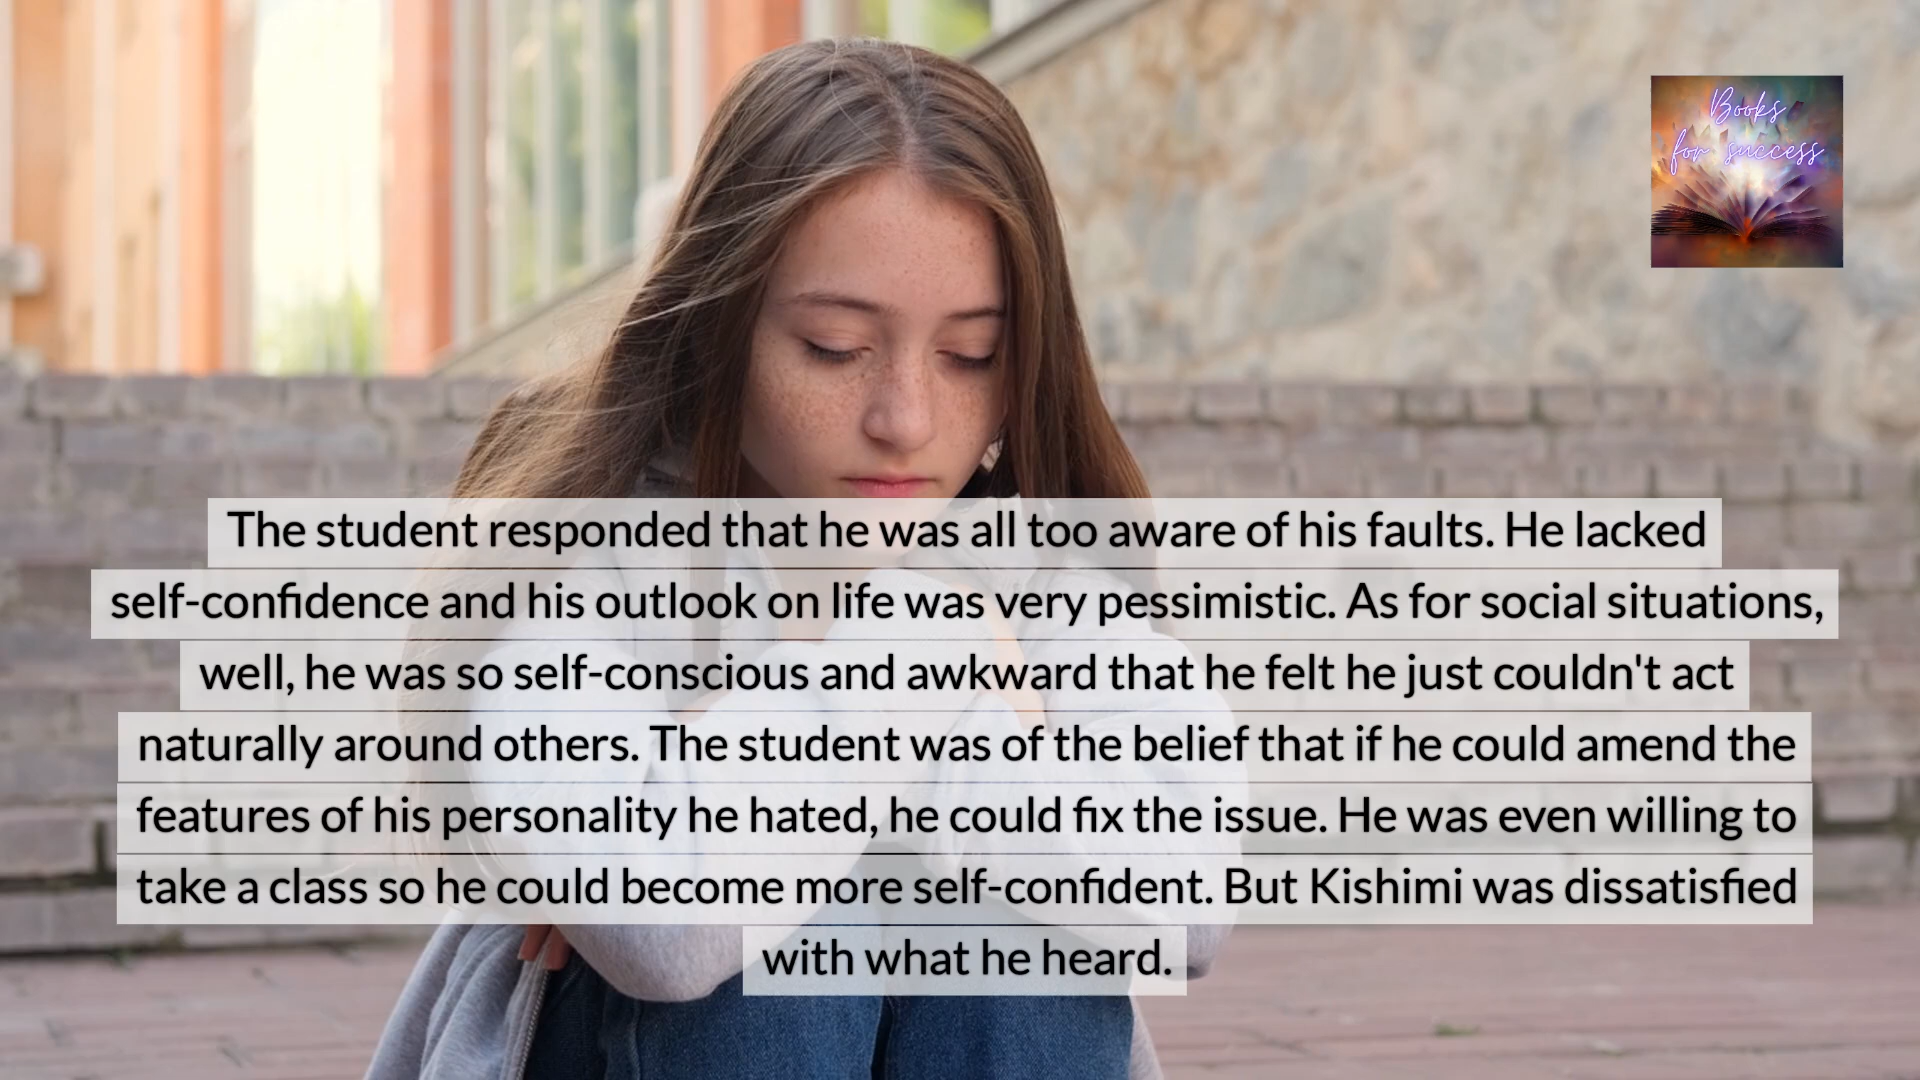 Books
for success
The student responded that he was all too aware of his faults. He lacked
self-confidence and his outlook on life was very pessimistic. As for social situations,
well, he was so self-conscious and awkward that he felt he just couldn't act
naturally around others. The student was of the belief that if he could amend the
features of his personality he hated, he could fix the issue. He was even willing to
take a class so he could become more self-confident. But Kishimi was dissatisfied
with what he heard.